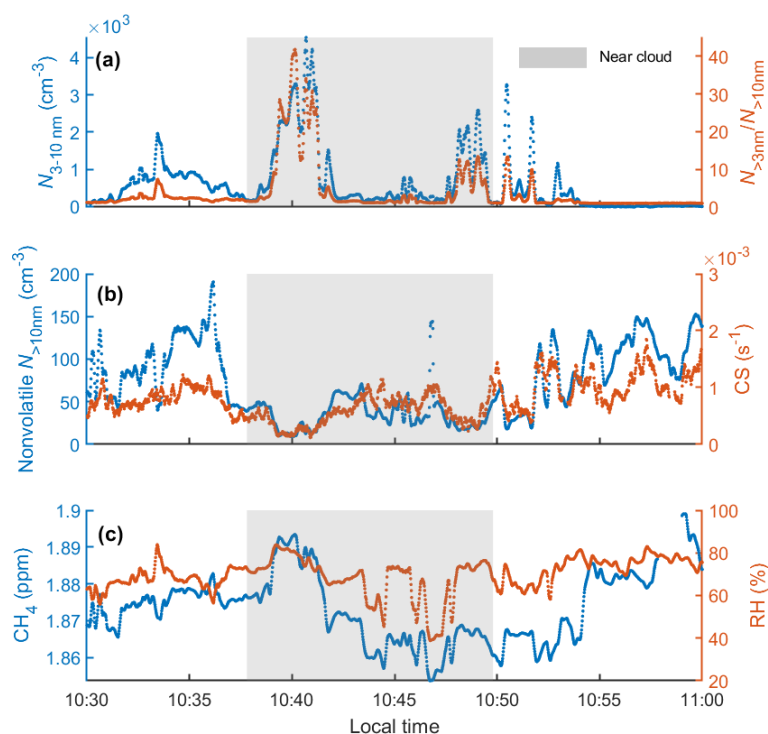 ×10³
(a)
Near cloud
N3-10 nm (cm-3)
4
3
2
1
0
40
30
20
10
0
N>3nm/N>10nm
×10-3
(b)
Nonvolatile N>10nm (cm-3)
200
150
100
50
0
3
2
1
0
CS (s-1)
(c)
CH4 (ppm)
1.9
1.89
1.88
1.87
1.86
100
80
60
40
20
RH (%)
10:30 10:35 10:40 10:45 10:50 10:55 11:00
Local time